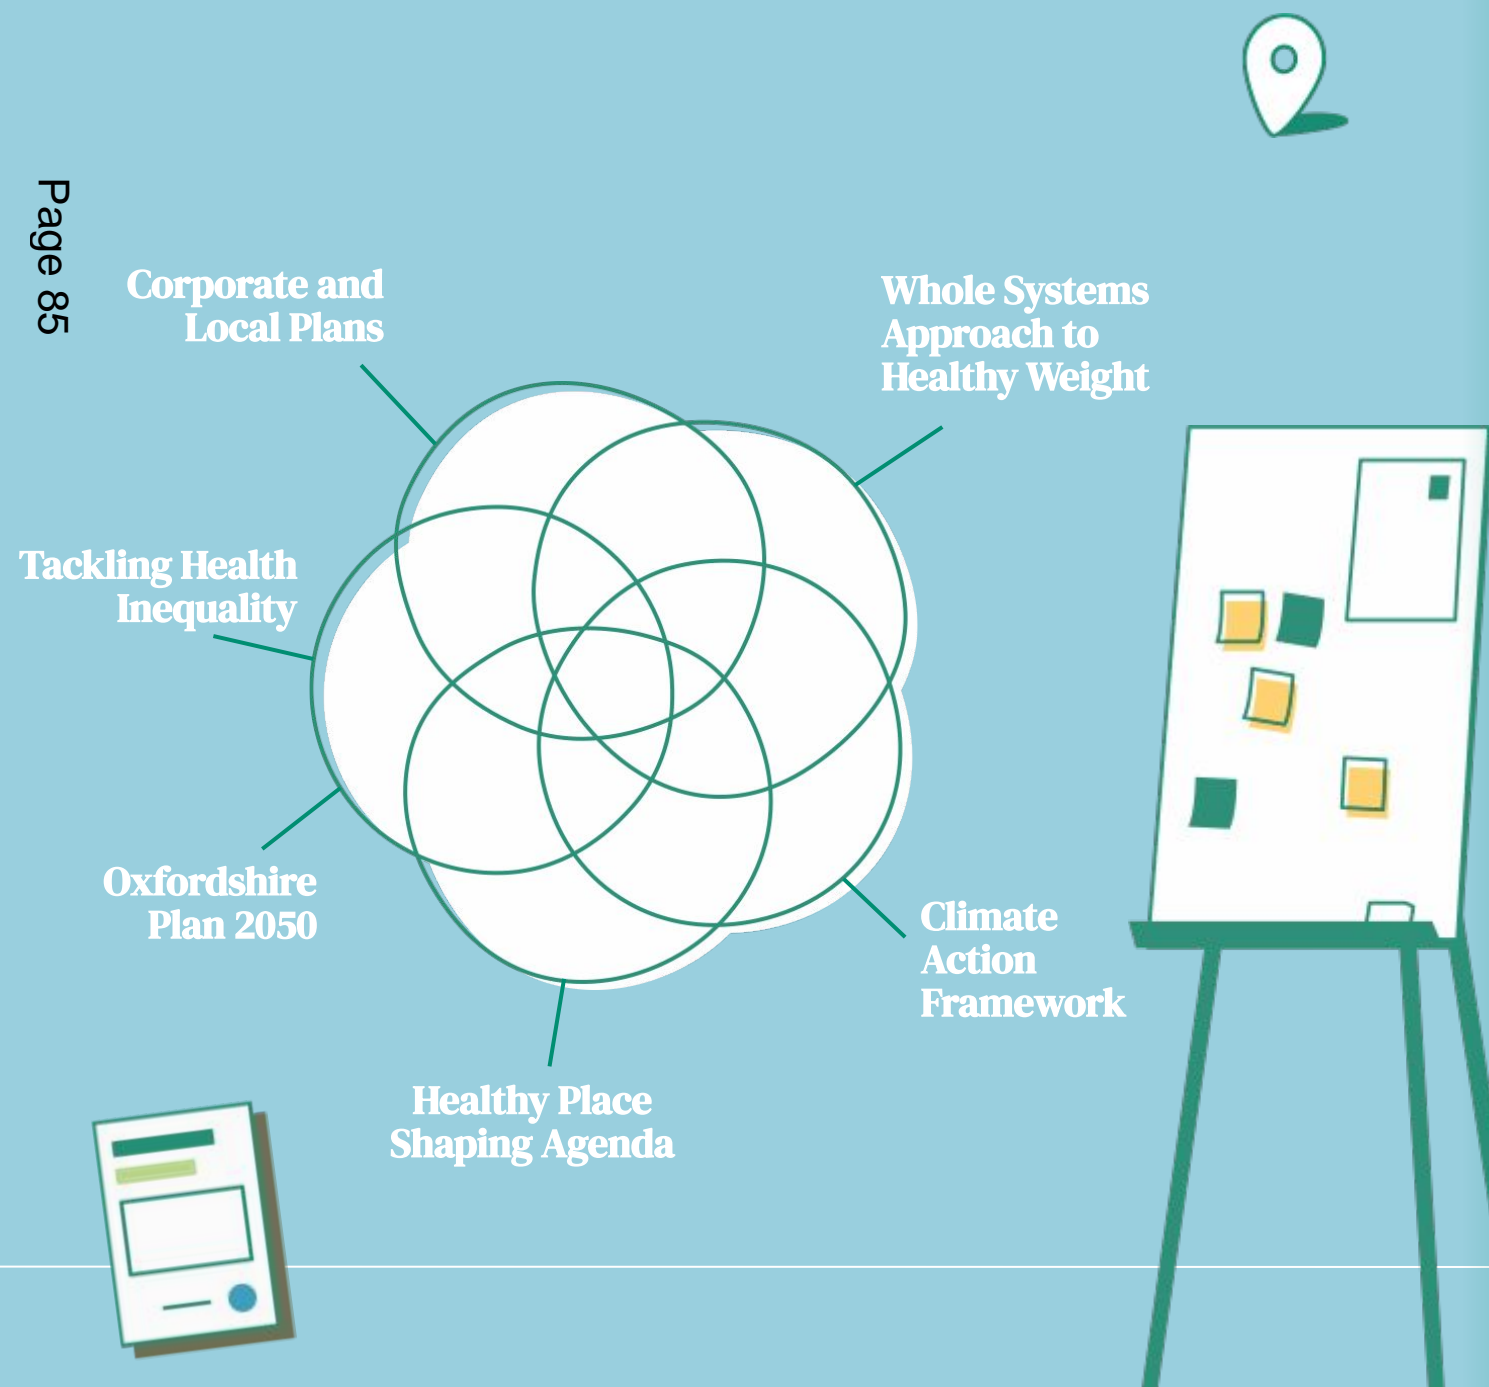 Page 85
Corporate and
Local Plans
Whole Systems
Approach to
Healthy Weight
Tackling Health
Inequality
Oxfordshire
Plan 2050
Climate
Action
Framework
Healthy Place
Shaping Agenda